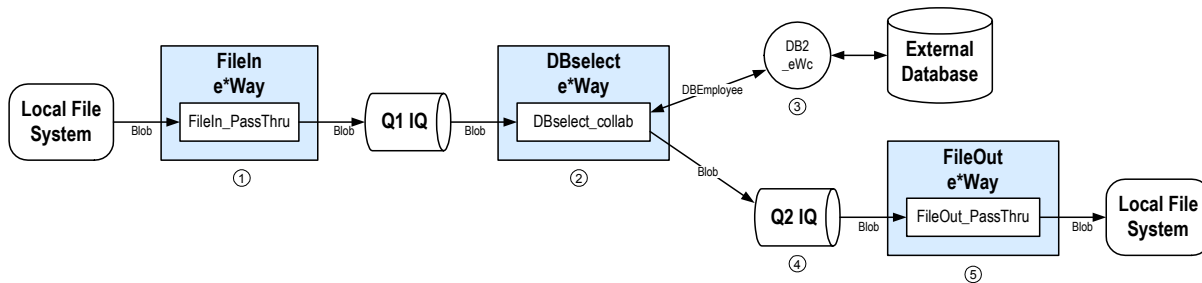 Local File
System
Blob
FileIn
e*Way
FileIn_PassThru
①
Blob
Q1 IQ
Blob
DBselect
e*Way
DBselect_collab
②
DBEmployee
DB2
_eWc
③
External
Database
Blob
Q2 IQ
④
Blob
FileOut
e*Way
FileOut_PassThru
⑤
Blob
Local File
System